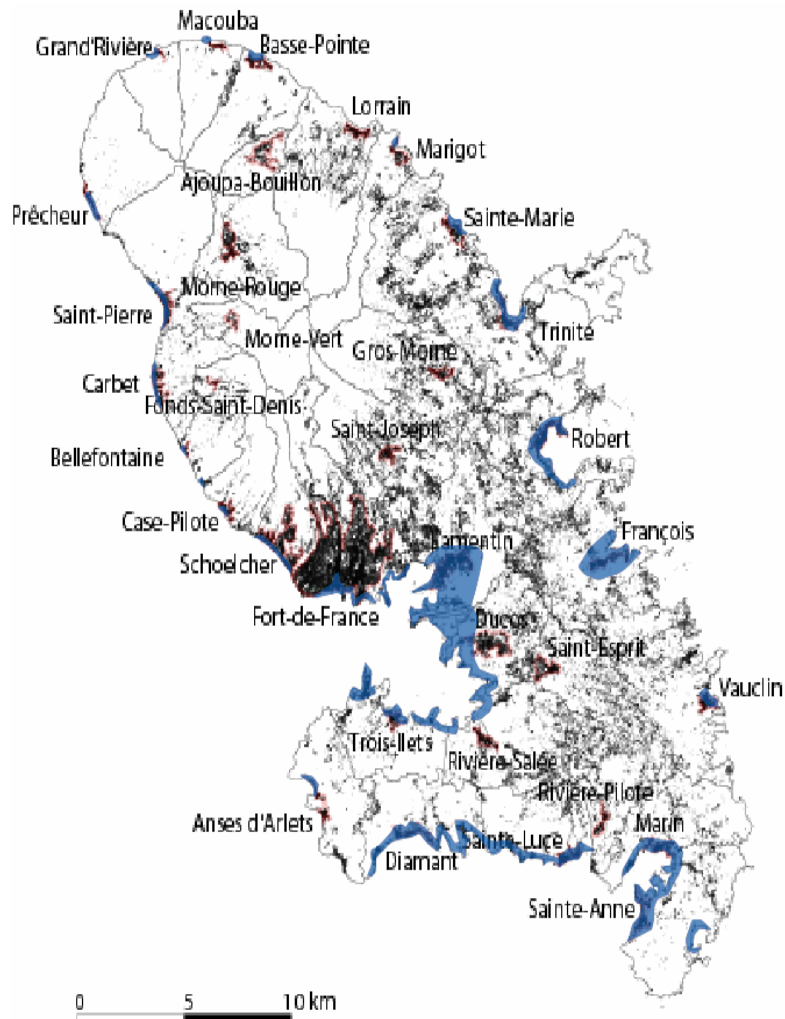 Macouba
Grand'Rivière
Basse-Pointe
Lorrain
Marigot
Ajoupa-Bouillon
Prêcheur
Sainte-Marie
Morne-Rouge
Saint-Pierre
Trinité
Morne-Vert
Gros-Morne
Carbet
Fonds-Saint-Denis
Saint-Joseph
Robert
Bellefontaine
Case-Pilote
François
Lamentin
Schoelcher
Fort-de-France
Ducos
Saint-Esprit
Vauclin
Trois-Ilets
Rivière-Salée
Rivière-Pilote
Anses d'Arlets
Marin
Sainte-Luce
Diamant
Sainte-Anne
0 5 10 km